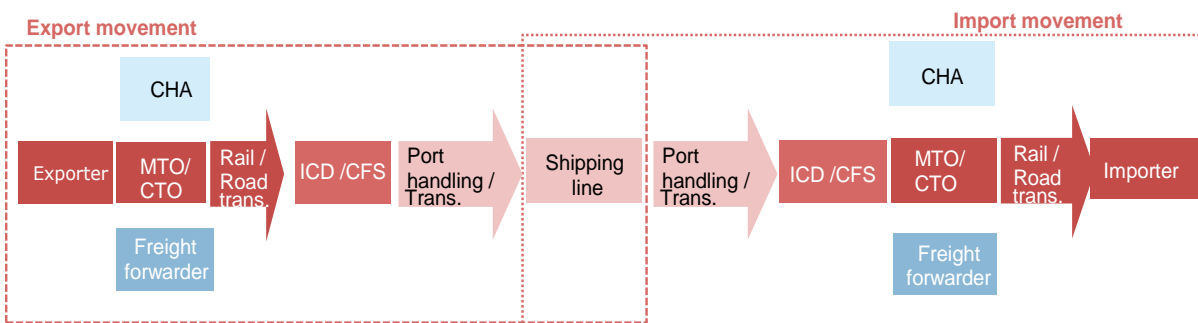 Export movement
Import movement
CHA
CHA
Exporter
MTO/
CTO
Rail /
Road
trans.
ICD /CFS
Port
handling /
Trans.
Shipping
line
Port
handling /
Trans.
ICD /CFS
MTO/
CTO
Rail /
Road
trans.
Importer
Freight
forwarder
Freight
forwarder